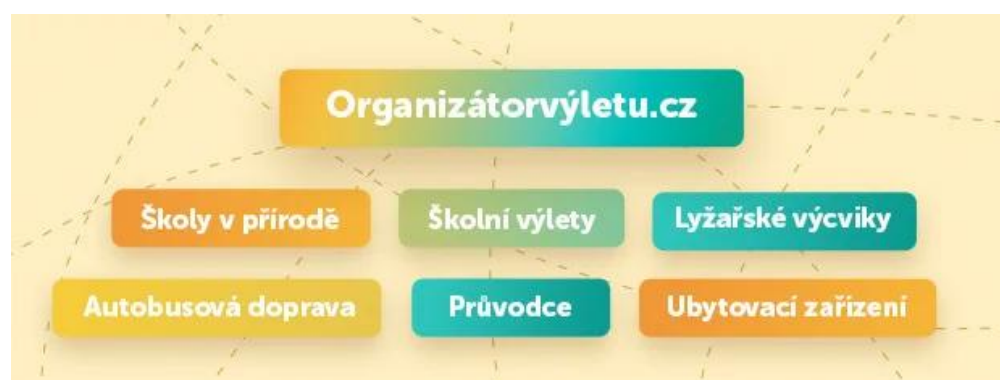 Organizátorvýletu.cz
Školy v přírodě
Školní výlety
Lyžařské výcviky
Autobusová doprava
Průvodce
Ubytovací zařízení